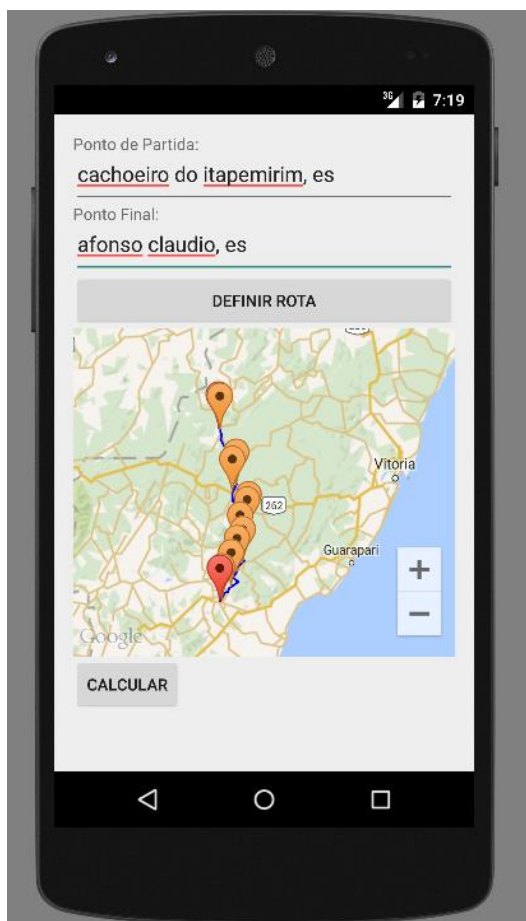 3G 7:19
Ponto de Partida:
cachoeiro do itapemirim, es
Ponto Final:
afonso claudio, es
DEFINIR ROTA
Vitoria
262
Guarapari
+
−
Google
CALCULAR